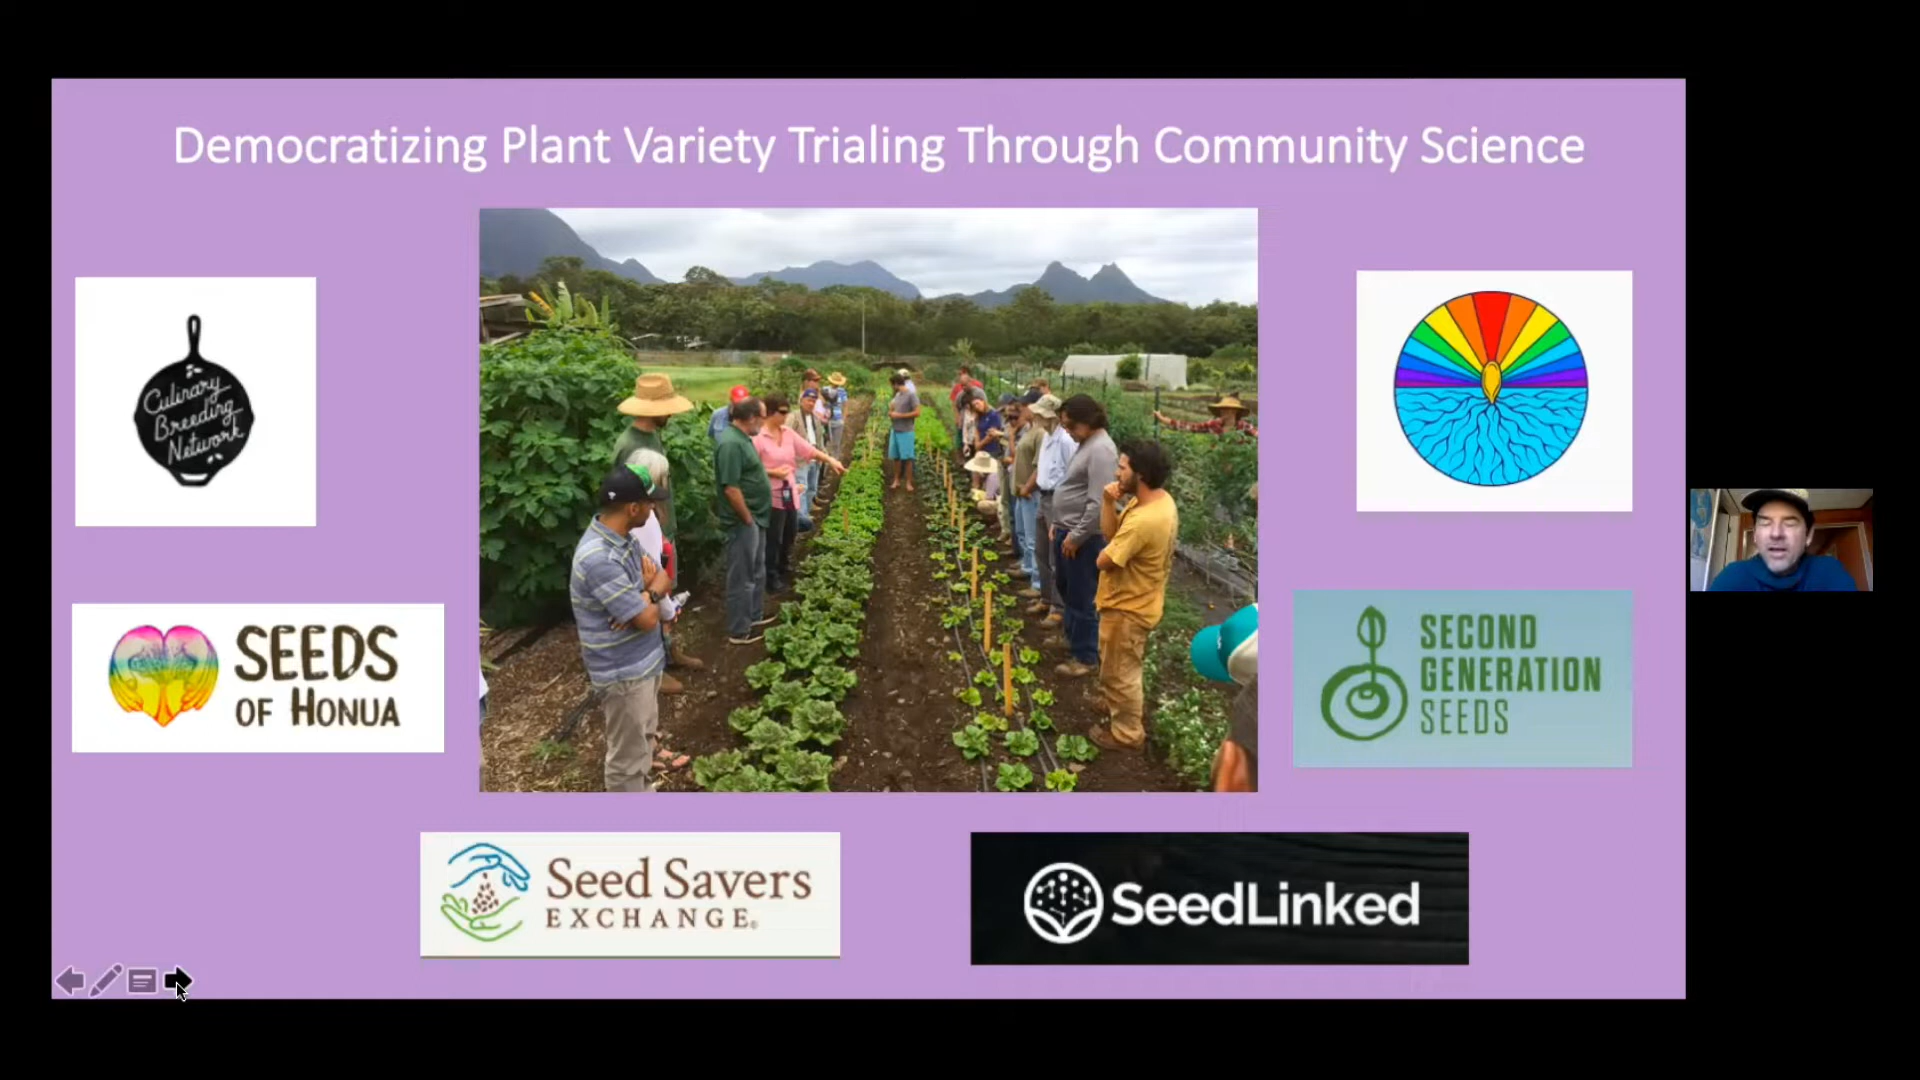 Democratizing Plant Variety Trialing Through Community Science
Culinary
Breeding
Network
SEEDS
OF HONUA
SECOND
GENERATION
SEEDS
Seed Savers
EXCHANGE®
SeedLinked